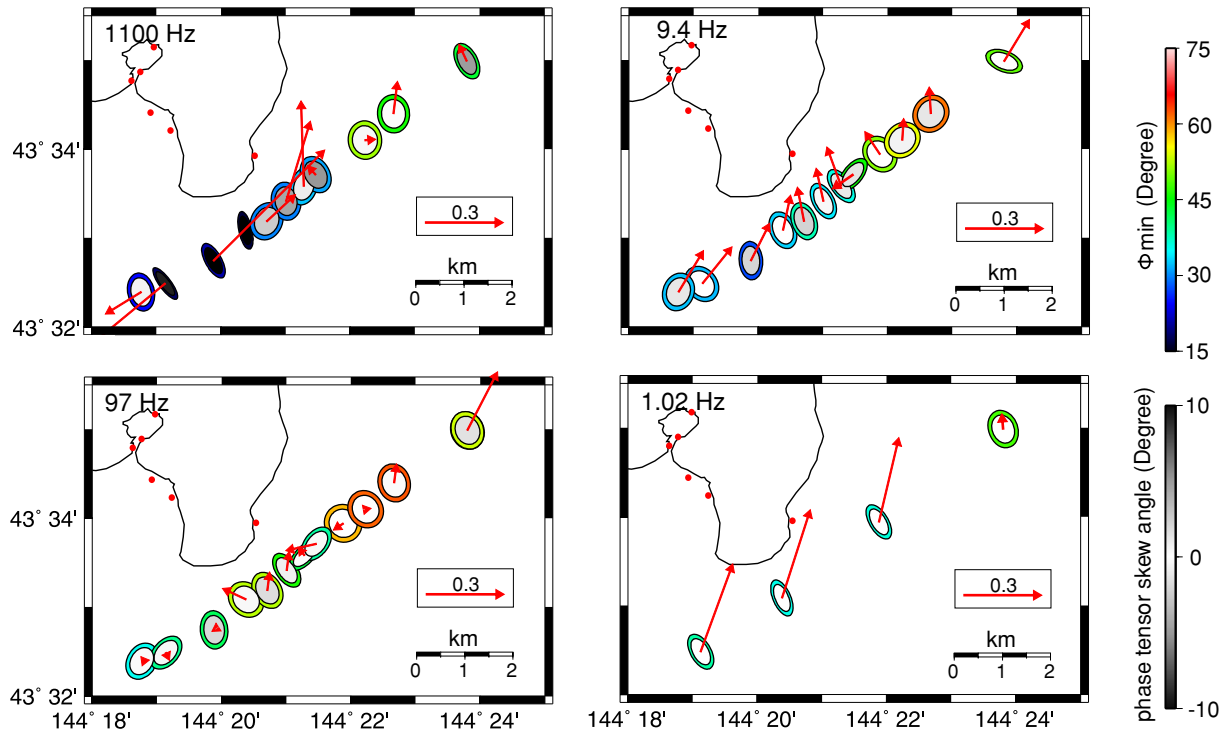 1100 Hz
43° 34'
43° 32'
0.3
km
0 1 2
9.4 Hz
0.3
km
0 1 2
75
60
45
30
15
Φmin (Degree)
97 Hz
43° 34'
43° 32'
0.3
km
0 1 2
144° 18' 144° 20' 144° 22' 144° 24'
1.02 Hz
0.3
km
0 1 2
144° 18' 144° 20' 144° 22' 144° 24'
10
0
-10
phase tensor skew angle (Degree)